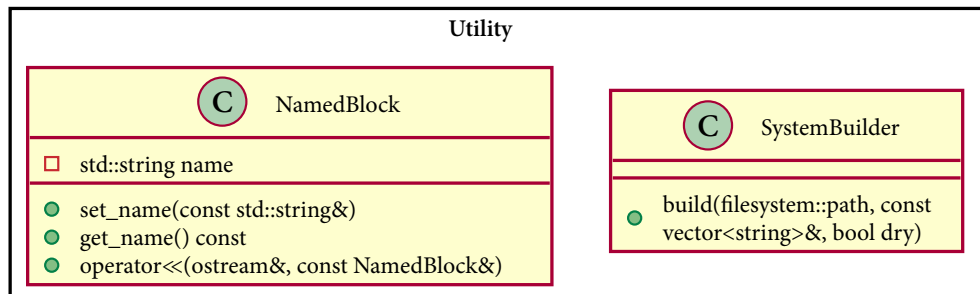 Utility
C NamedBlock
std::string name
set_name(const std::string&)
get_name() const
operator<<(ostream&, const NamedBlock&)
C SystemBuilder
build(filesystem::path, const
vector<string>&, bool dry)